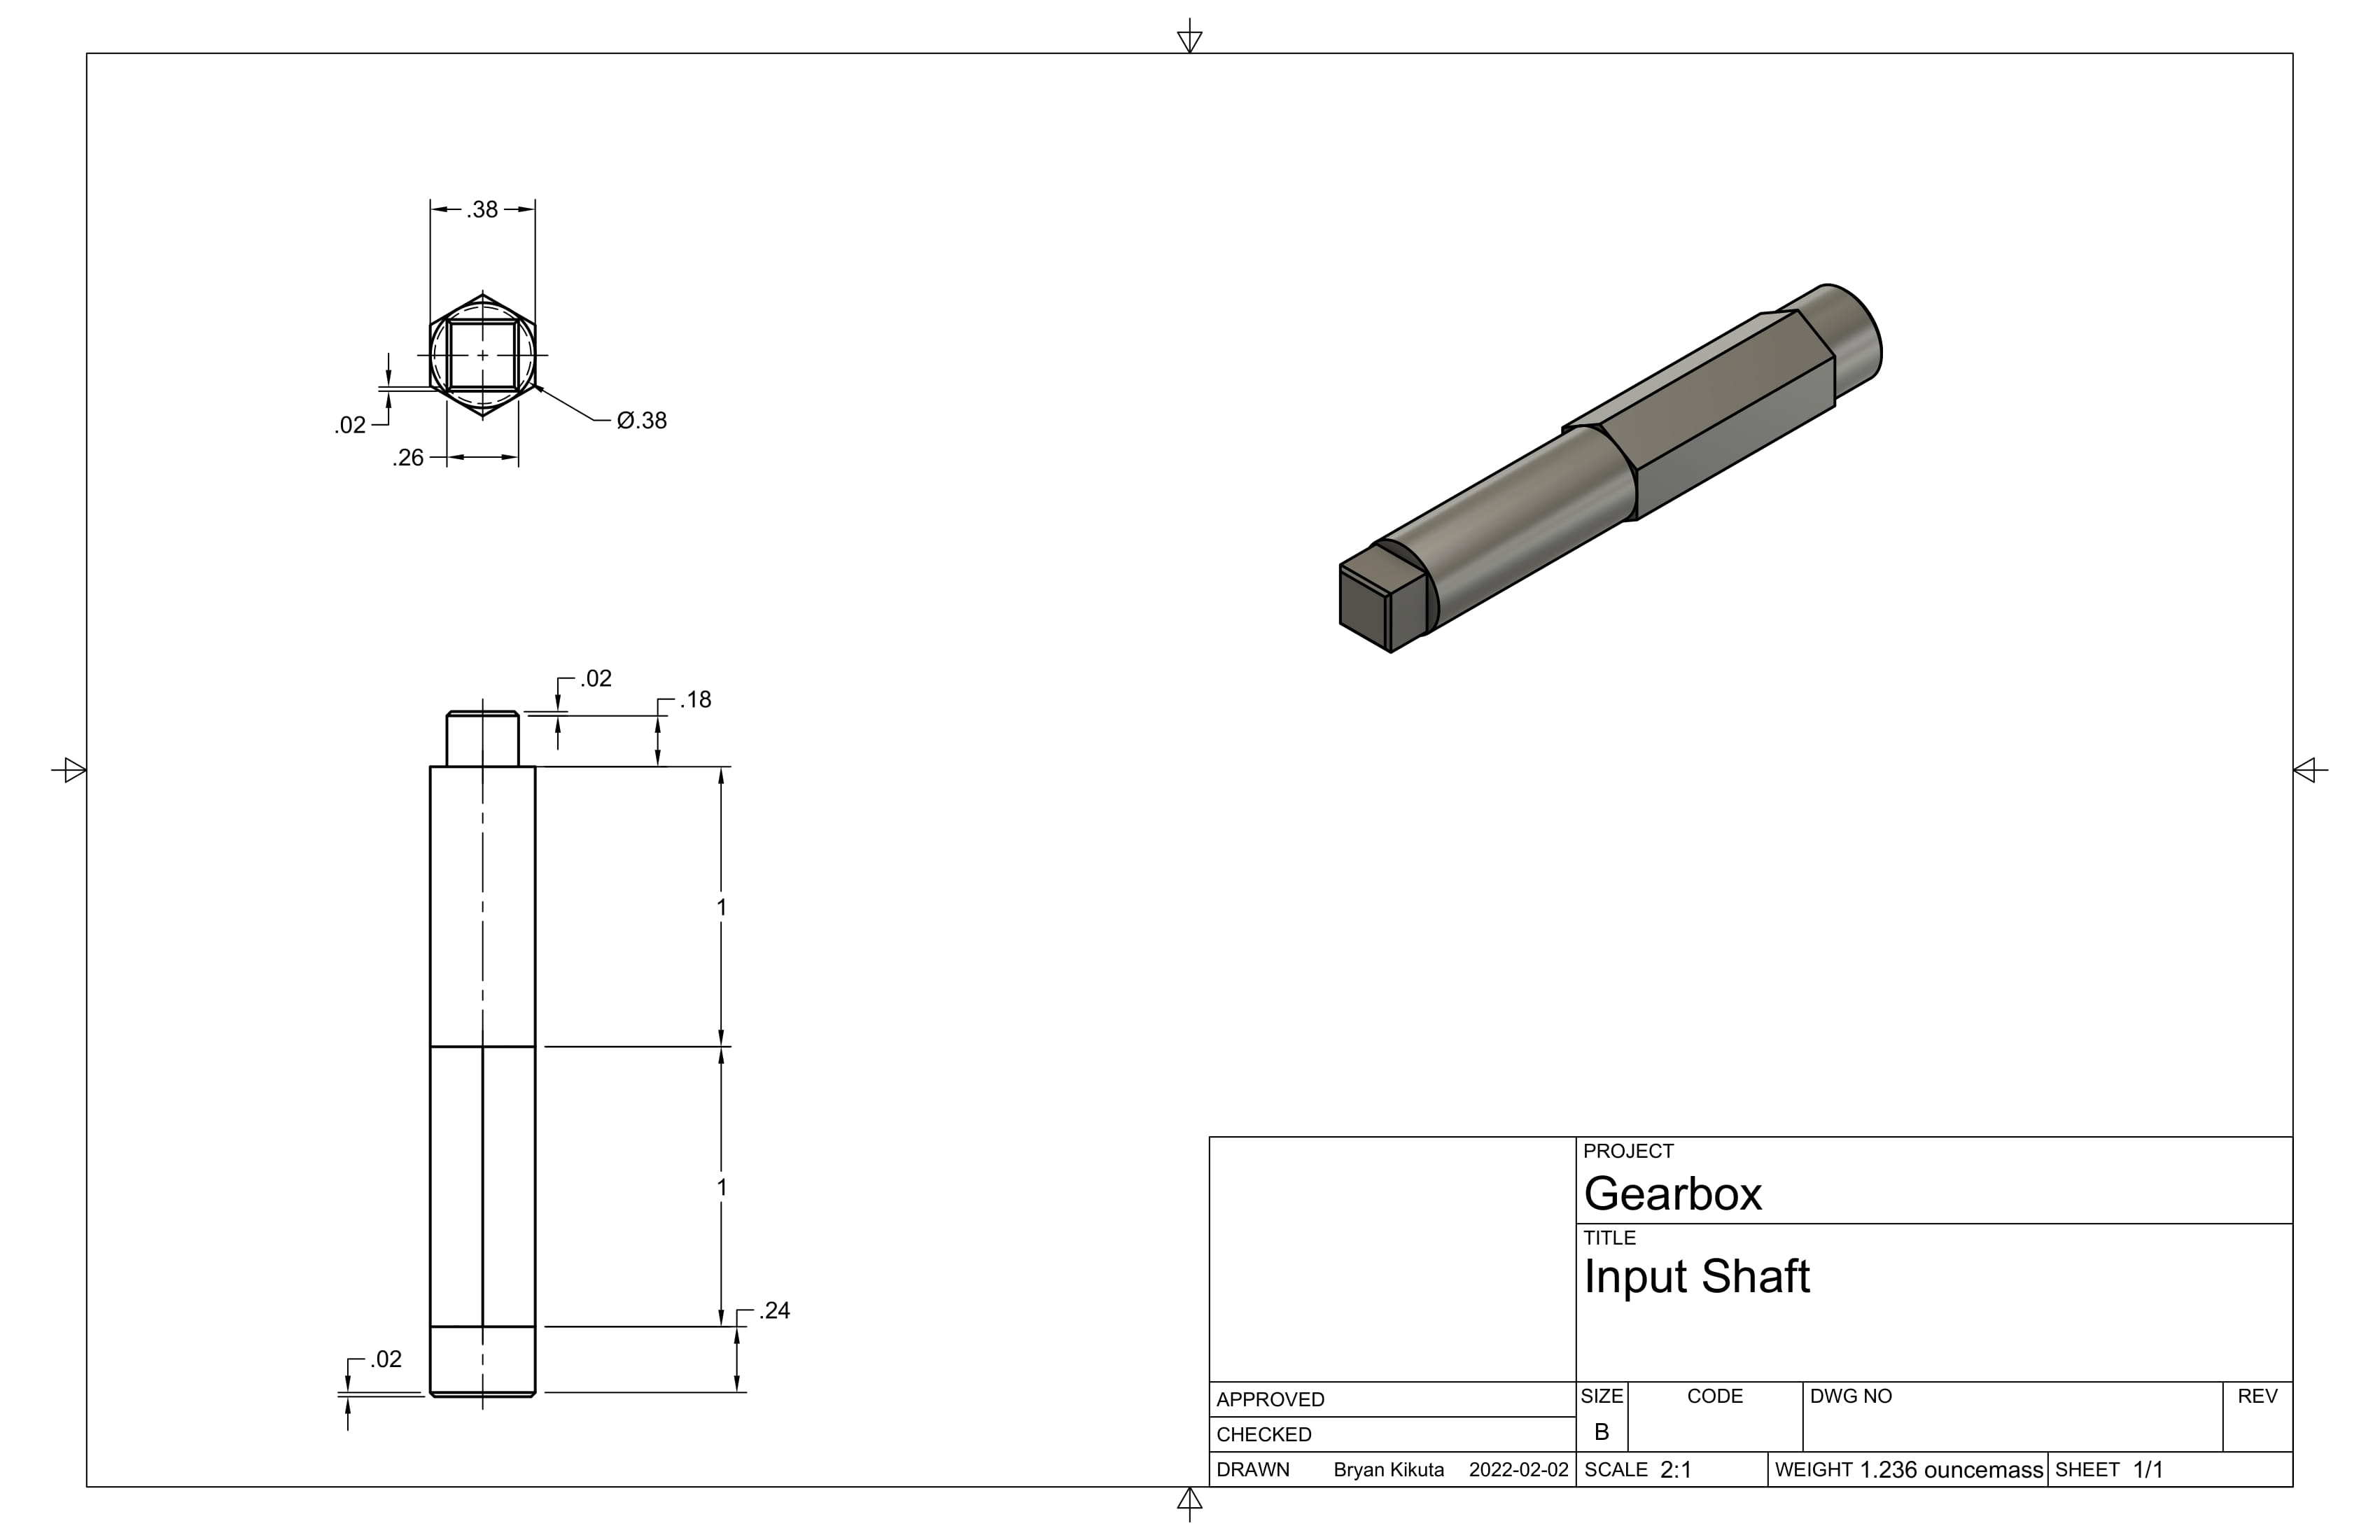 .38
.02
Ø.38
.26
.02
.18
1
1
.24
.02
PROJECT
Gearbox
TITLE
Input Shaft
APPROVED
SIZE CODE DWG NO REV
B
CHECKED
DRAWN Bryan Kikuta 2022-02-02 SCALE 2:1 WEIGHT 1.236 ouncemass SHEET 1/1